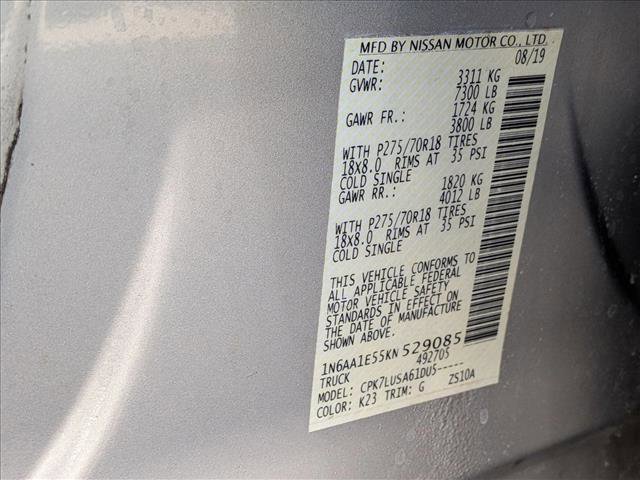 MFD BY NISSAN MOTOR CO., LTD.
DATE: 08/19
GVWR: 3311 KG
7300 LB
GAWR FR.: 1724 KG
3800 LB
WITH P275/70R18 TIRES
18X8.0 RIMS AT 35 PSI
COLD SINGLE
GAWR RR.: 1820 KG
4012 LB
WITH P275/70R18 TIRES
18X8.0 RIMS AT 35 PSI
COLD SINGLE
THIS VEHICLE CONFORMS TO
ALL APPLICABLE FEDERAL
MOTOR VEHICLE SAFETY
STANDARDS IN EFFECT ON
THE DATE OF MANUFACTURE
SHOWN ABOVE.
1N6AA1E55KN529085
TRUCK 492705
MODEL: CPK7LUSA61DUS-----
COLOR: K23 TRIM: G ZS10A